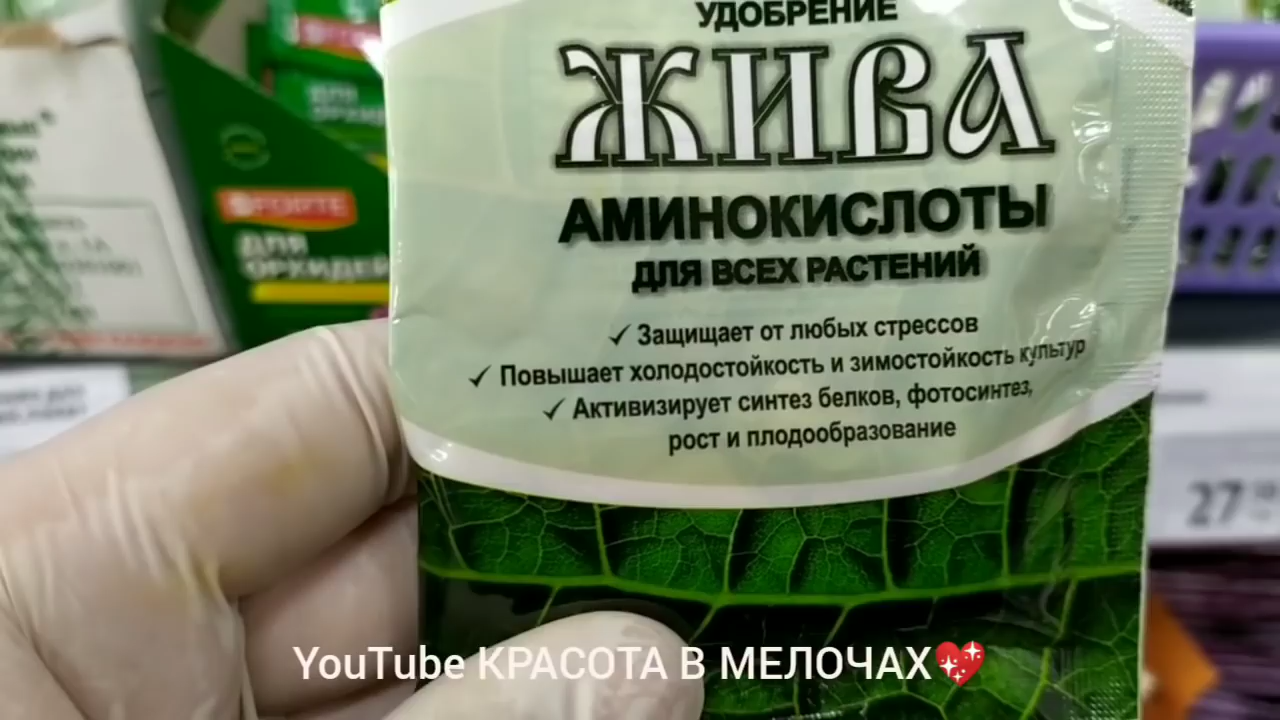 УДОБРЕНИЕ
ЖИВА
АМИНОКИСЛОТЫ
ДЛЯ ВСЕХ РАСТЕНИЙ
✓ Защищает от любых стрессов
✓ Повышает холодостойкость и зимостойкость культур
✓ Активизирует синтез белков, фотосинтез,
рост и плодообразование
FORTE
ДЛЯ
ОРХИДЕЙ
27
YouTube КРАСОТА В МЕЛОЧАХ💖